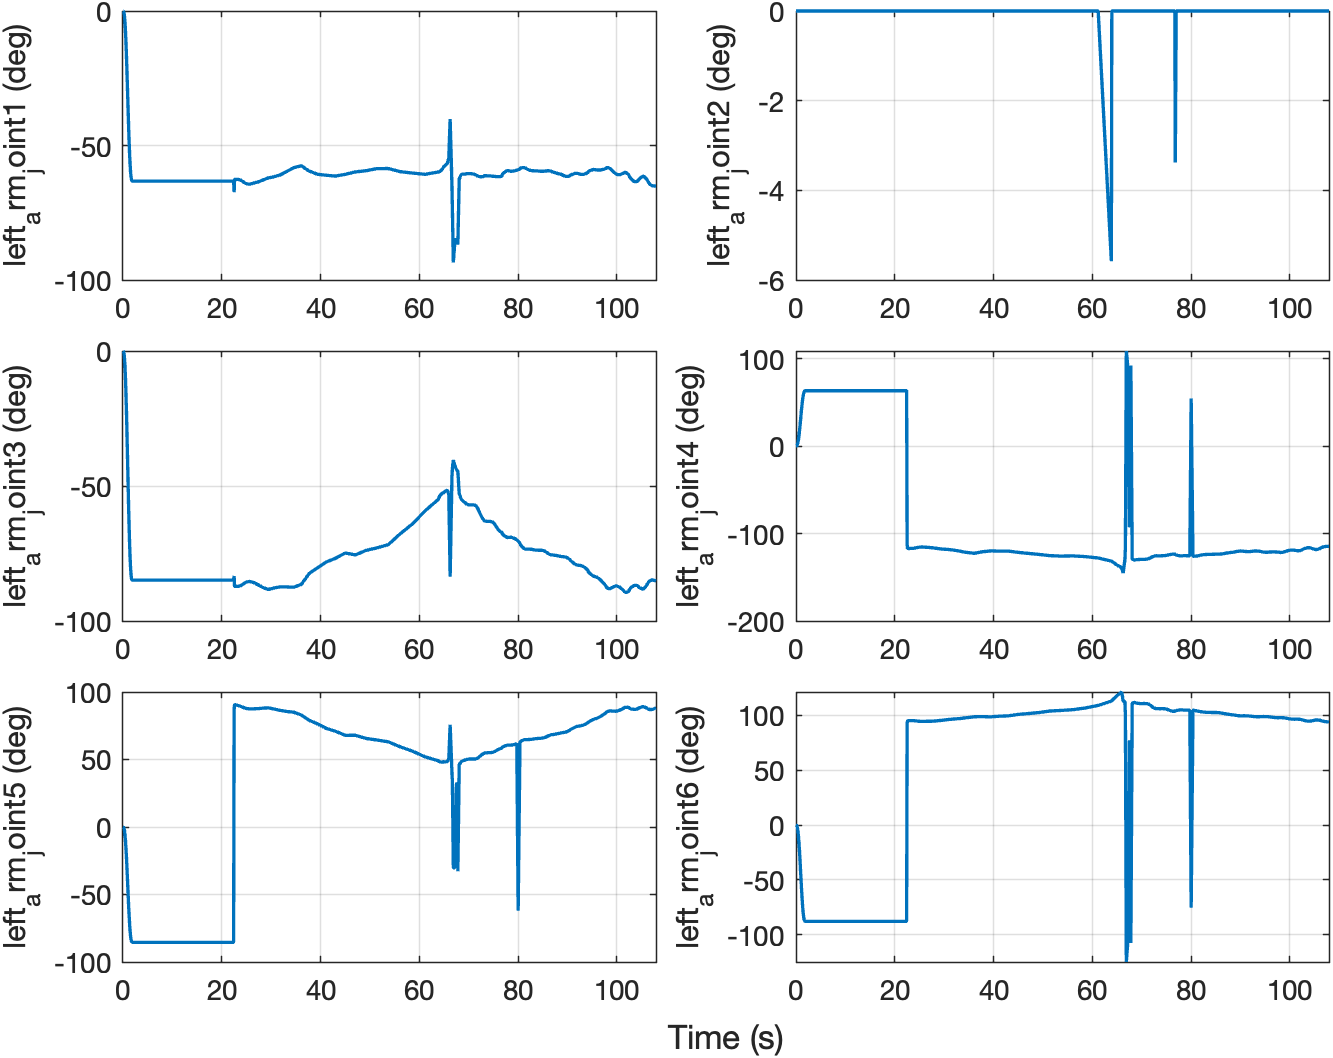 left_arm_joint1 (deg)
0
-50
-100
0 20 40 60 80 100
left_arm_joint2 (deg)
0
-2
-4
-6
0 20 40 60 80 100
left_arm_joint3 (deg)
0
-50
-100
0 20 40 60 80 100
left_arm_joint4 (deg)
100
0
-100
-200
0 20 40 60 80 100
left_arm_joint5 (deg)
100
50
0
-50
-100
0 20 40 60 80 100
left_arm_joint6 (deg)
100
50
0
-50
-100
0 20 40 60 80 100
Time (s)